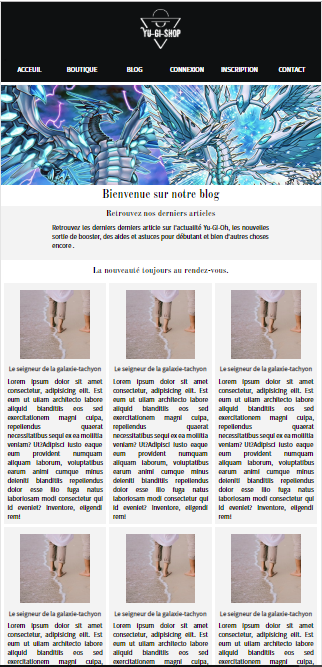 YU-GI-SHOP
ACCEUIL BOUTIQUE BLOG CONNEXION INSCRIPTION CONTACT
Bienvenue sur notre blog
Retrouvez nos derniers articles
Retrouvez les derniers derniers article sur l'actualité Yu-Gi-Oh, les nouvelles
sortie de booster, des aides et astuces pour débutant et bien d'autres choses
encore .
La nouveauté toujours au rendez-vous.
Le seigneur de la galaxie-tachyon
Lorem ipsum dolor sit amet
consectetur, adipisicing elit. Est
eum ut ullam architecto labore
aliquid blanditiis eos sed
exercitationem magni culpa,
repellendus quaerat
necessitatibus sequi ex ea mollitia
veniam? Ut?Adipisci iusto eaque
eum provident numquam
aliquam laborum, voluptatibus
earum animi cumque minus
deleniti blanditiis repellendus
dolor esse illo fuga natus
laboriosam modi consectetur qui
id eveniet? Inventore, eligendi
rem!
Le seigneur de la galaxie-tachyon
Lorem ipsum dolor sit amet
consectetur, adipisicing elit. Est
eum ut ullam architecto labore
aliquid blanditiis eos sed
exercitationem magni culpa,
repellendus quaerat
necessitatibus sequi ex ea mollitia
veniam? Ut?Adipisci iusto eaque
eum provident numquam
aliquam laborum, voluptatibus
earum animi cumque minus
deleniti blanditiis repellendus
dolor esse illo fuga natus
laboriosam modi consectetur qui
id eveniet? Inventore, eligendi
rem!
Le seigneur de la galaxie-tachyon
Lorem ipsum dolor sit amet
consectetur, adipisicing elit. Est
eum ut ullam architecto labore
aliquid blanditiis eos sed
exercitationem magni culpa,
repellendus quaerat
necessitatibus sequi ex ea mollitia
veniam? Ut?Adipisci iusto eaque
eum provident numquam
aliquam laborum, voluptatibus
earum animi cumque minus
deleniti blanditiis repellendus
dolor esse illo fuga natus
laboriosam modi consectetur qui
id eveniet? Inventore, eligendi
rem!
Le seigneur de la galaxie-tachyon
Lorem ipsum dolor sit amet
consectetur, adipisicing elit. Est
eum ut ullam architecto labore
aliquid blanditiis eos sed
exercitationem magni culpa,
Le seigneur de la galaxie-tachyon
Lorem ipsum dolor sit amet
consectetur, adipisicing elit. Est
eum ut ullam architecto labore
aliquid blanditiis eos sed
exercitationem magni culpa,
Le seigneur de la galaxie-tachyon
Lorem ipsum dolor sit amet
consectetur, adipisicing elit. Est
eum ut ullam architecto labore
aliquid blanditiis eos sed
exercitationem magni culpa,